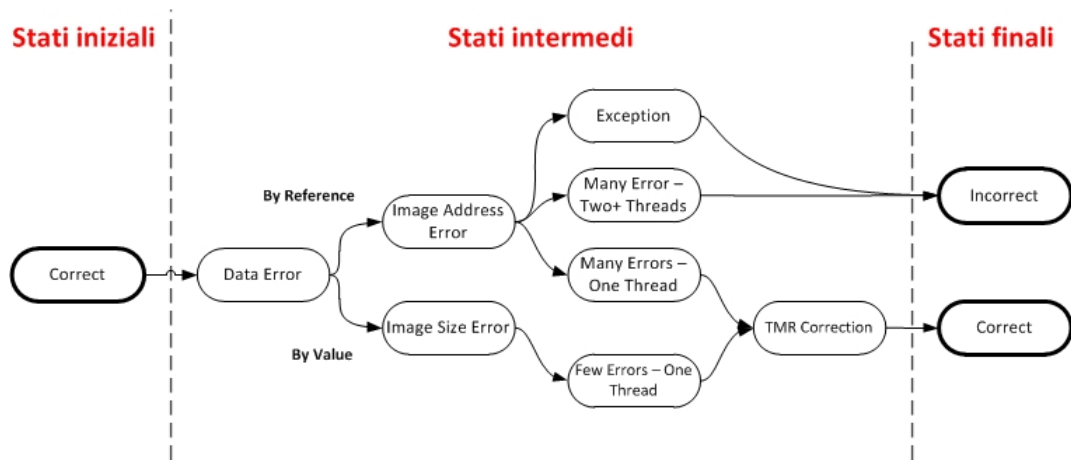 Stati iniziali
Stati intermedi
Stati finali
Exception
By Reference
Many Error –
Two+ Threads
Incorrect
Image Address
Error
Correct
Data Error
Many Errors –
One Thread
Image Size Error
TMR Correction
Correct
By Value
Few Errors – One
Thread